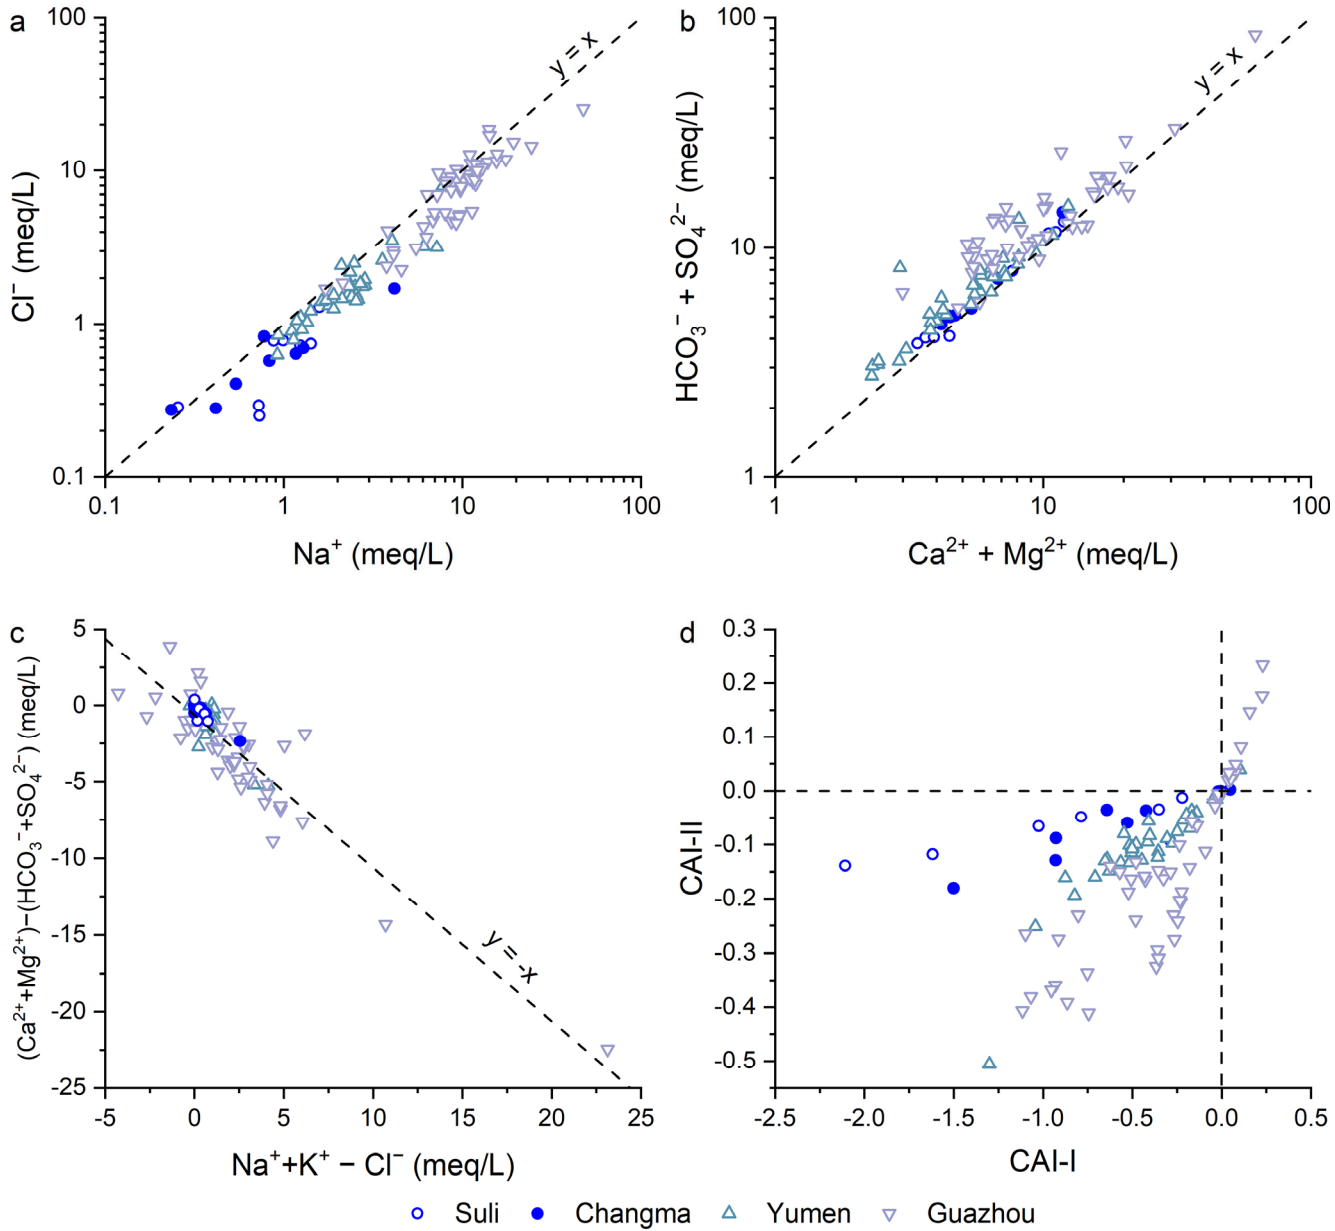 a
100
10
1
0.1
Cl⁻ (meq/L)
y = x
0.1 1 10 100
Na⁺ (meq/L)
b
100
10
1
HCO₃⁻ + SO₄²⁻ (meq/L)
y = x
1 10 100
Ca²⁺ + Mg²⁺ (meq/L)
c
5
0
-5
-10
-15
-20
-25
(Ca²⁺+Mg²⁺)−(HCO₃⁻+SO₄²⁻) (meq/L)
y = -x
-5 0 5 10 15 20 25
Na⁺+K⁺ − Cl⁻ (meq/L)
d
0.3
0.2
0.1
0.0
-0.1
-0.2
-0.3
-0.4
-0.5
CAI-II
-2.5 -2.0 -1.5 -1.0 -0.5 0.0 0.5
CAI-I
Suli Changma Yumen Guazhou